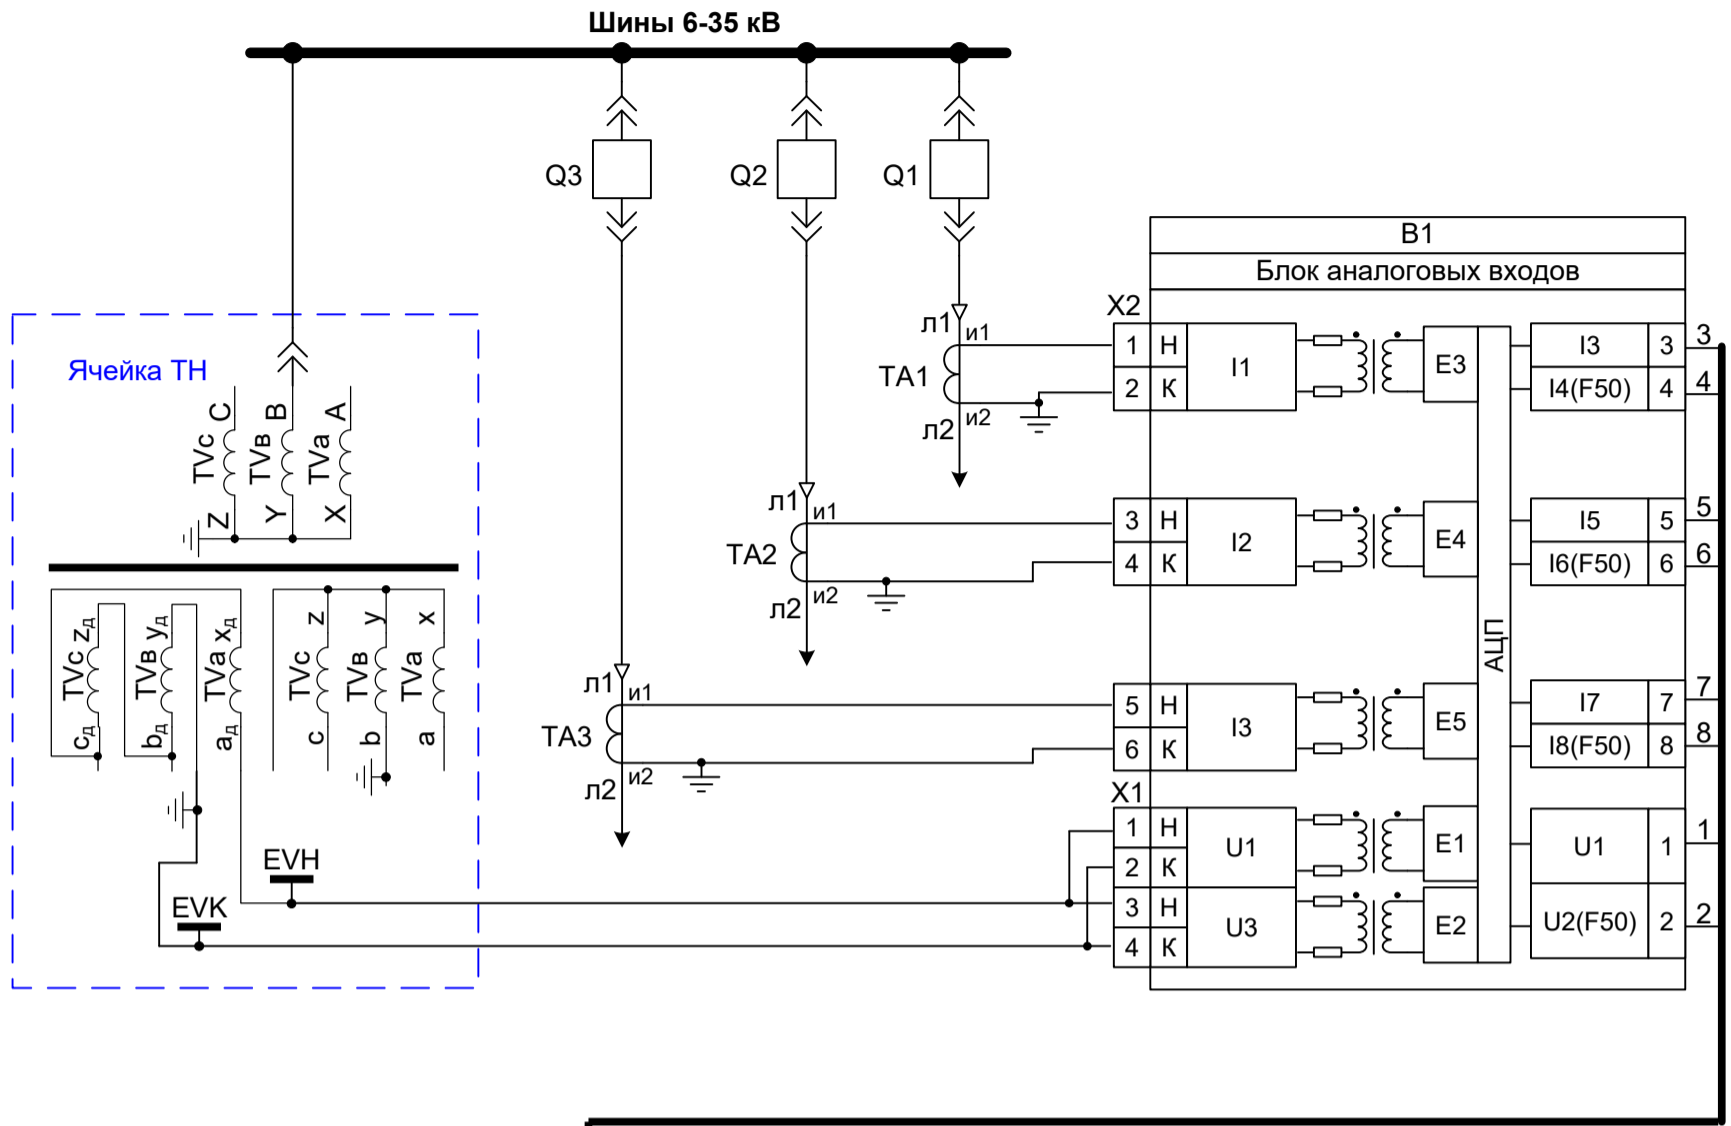 Шины 6-35 кВ
Q3
Q2
Q1
B1
Блок аналоговых входов
Ячейка ТН
C
B
A
TVc
TVв
TVa
Z
Y
X
zд
yд
xд
z
y
x
TVc
TVв
TVa
TVc
TVв
TVa
cд
bд
aд
c
b
a
EVH
EVK
л1
и1
TA1
л2
и2
л1
и1
TA2
л2
и2
л1
и1
TA3
л2
и2
X2
1 Н I1 E3 I3 3 3
2 К I4(F50) 4 4
3 Н I2 E4 I5 5 5
4 К I6(F50) 6 6
АЦП
5 Н I3 E5 I7 7 7
6 К I8(F50) 8 8
X1
1 Н U1 E1 U1 1 1
2 К
3 Н U3 E2 U2(F50) 2 2
4 К